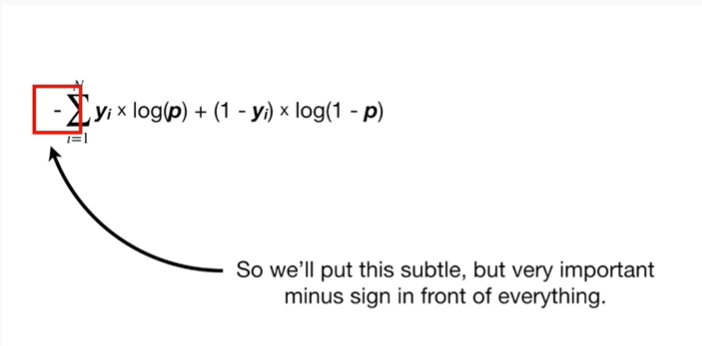 N
- ∑ yi × log(p) + (1 - yi) × log(1 - p)
i=1
So we'll put this subtle, but very important
minus sign in front of everything.